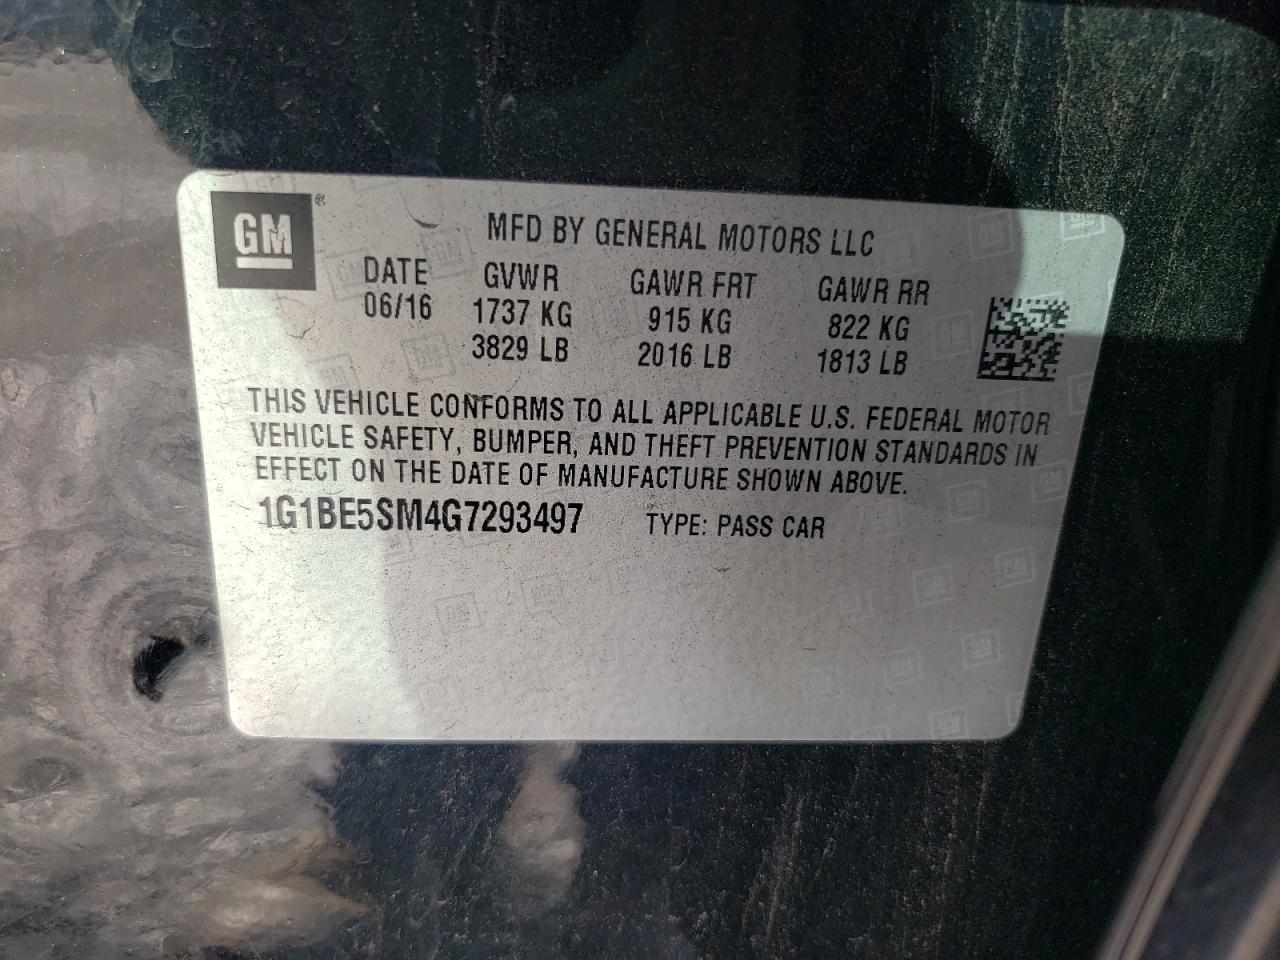 GM®
MFD BY GENERAL MOTORS LLC
DATE GVWR GAWR FRT GAWR RR
06/16 1737 KG 915 KG 822 KG
3829 LB 2016 LB 1813 LB
THIS VEHICLE CONFORMS TO ALL APPLICABLE U.S. FEDERAL MOTOR
VEHICLE SAFETY, BUMPER, AND THEFT PREVENTION STANDARDS IN
EFFECT ON THE DATE OF MANUFACTURE SHOWN ABOVE.
1G1BE5SM4G7293497 TYPE: PASS CAR